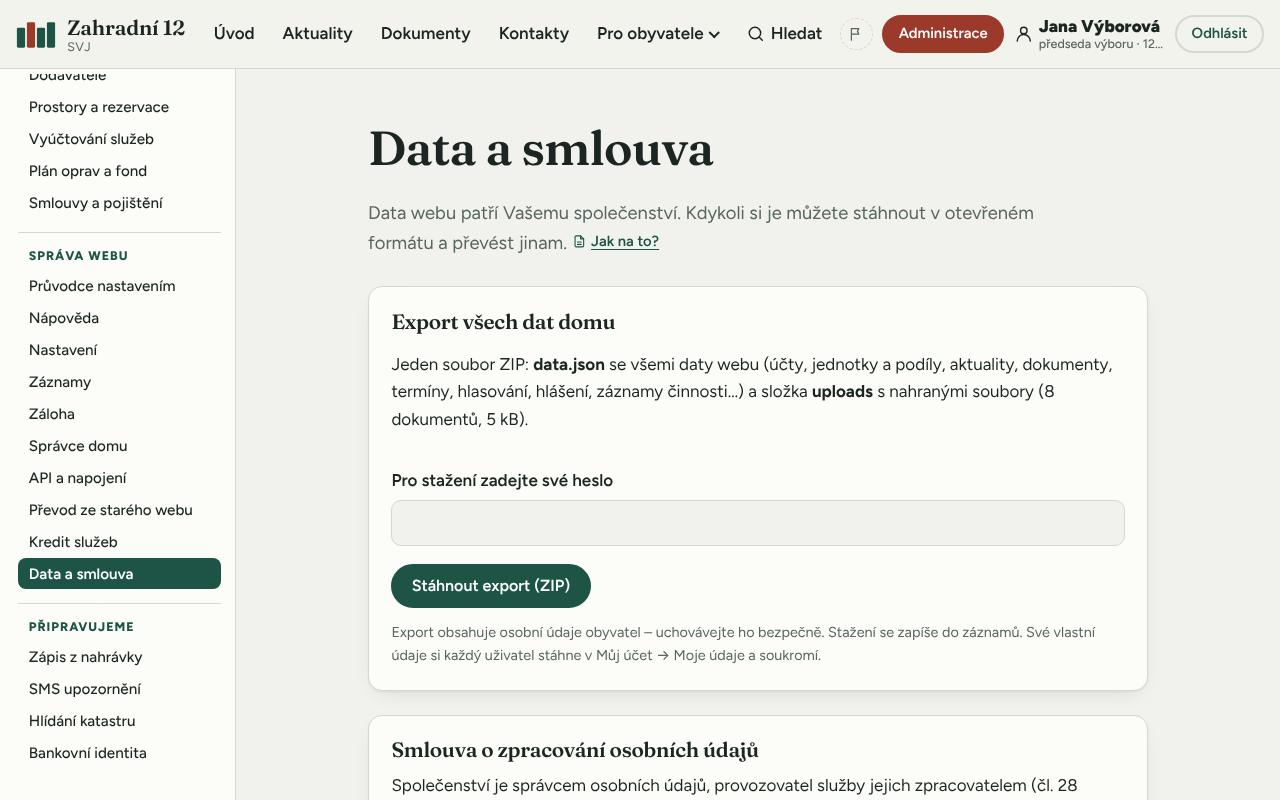 Zahradní 12
SVJ
Úvod
Aktuality
Dokumenty
Kontakty
Pro obyvatele
Hledat
Administrace
Jana Výborová
předseda výboru · 12…
Odhlásit
Dodavatelé
Prostory a rezervace
Vyúčtování služeb
Plán oprav a fond
Smlouvy a pojištění
SPRÁVA WEBU
Průvodce nastavením
Nápověda
Nastavení
Záznamy
Záloha
Správce domu
API a napojení
Převod ze starého webu
Kredit služeb
Data a smlouva
PŘIPRAVUJEME
Zápis z nahrávky
SMS upozornění
Hlídání katastru
Bankovní identita
Data a smlouva
Data webu patří Vašemu společenství. Kdykoli si je můžete stáhnout v otevřeném
formátu a převést jinam. Jak na to?
Export všech dat domu
Jeden soubor ZIP: data.json se všemi daty webu (účty, jednotky a podíly, aktuality, dokumenty,
termíny, hlasování, hlášení, záznamy činnosti…) a složka uploads s nahranými soubory (8
dokumentů, 5 kB).
Pro stažení zadejte své heslo
Stáhnout export (ZIP)
Export obsahuje osobní údaje obyvatel – uchovávejte ho bezpečně. Stažení se zapíše do záznamů. Své vlastní
údaje si každý uživatel stáhne v Můj účet → Moje údaje a soukromí.
Smlouva o zpracování osobních údajů
Společenství je správcem osobních údajů, provozovatel služby jejich zpracovatelem (čl. 28